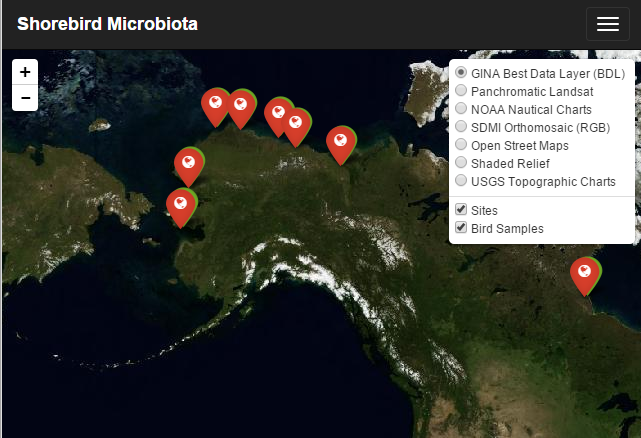 Shorebird Microbiota
+
−
GINA Best Data Layer (BDL)
Panchromatic Landsat
NOAA Nautical Charts
SDMI Orthomosaic (RGB)
Open Street Maps
Shaded Relief
USGS Topographic Charts
Sites
Bird Samples